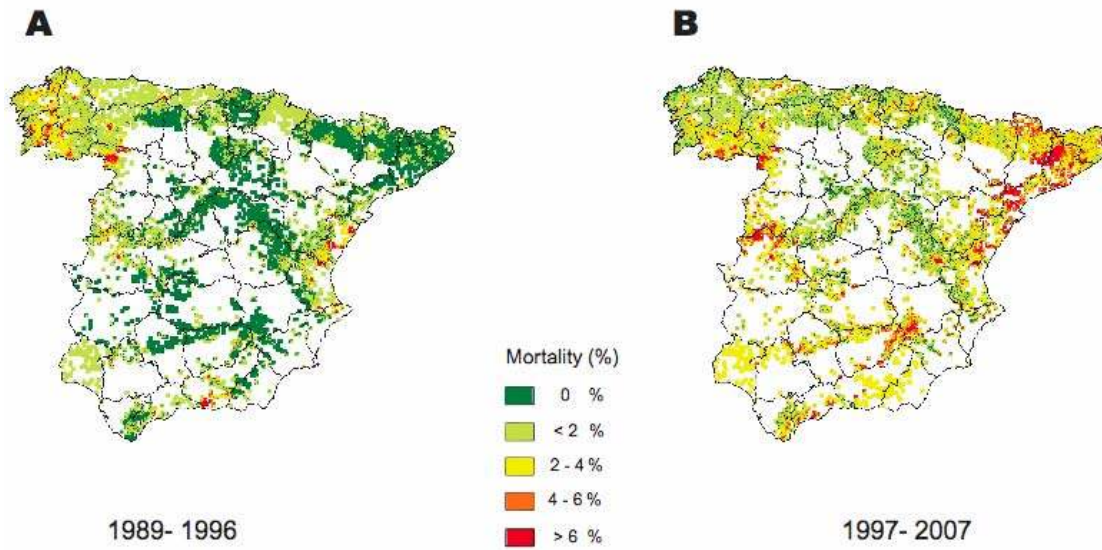 A
B
Mortality (%)
0 %
< 2 %
2 - 4 %
4 - 6 %
> 6 %
1989- 1996
1997- 2007